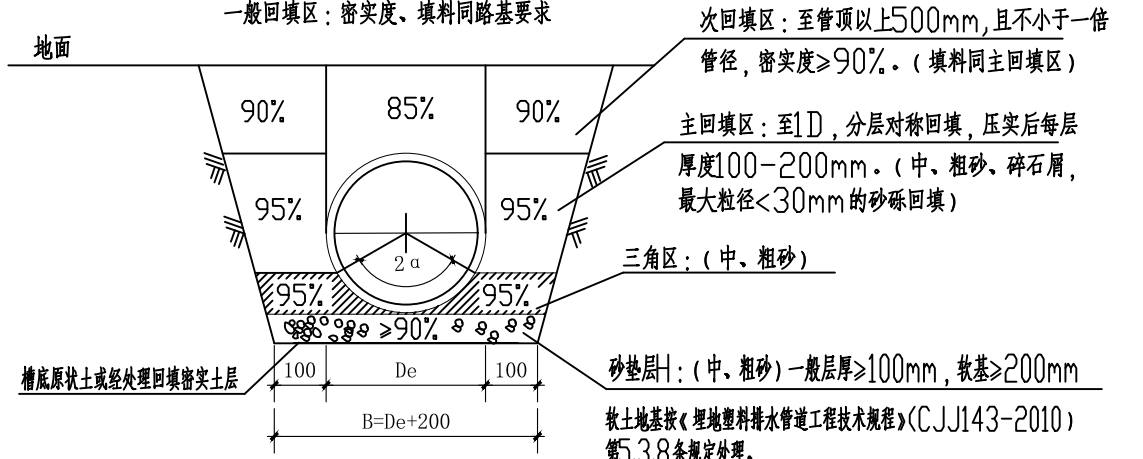 一般回填区：密实度、填料同路基要求
次回填区：至管顶以上500mm,且不小于一倍
管径，密实度≥90%。（填料同主回填区）
地面
90%
85%
90%
主回填区：至1D，分层对称回填，压实后每层
厚度100-200mm。（中、粗砂、碎石屑，
最大粒径<30mm的砂砾回填）
95%
95%
三角区：（中、粗砂）
2α
95%
95%
≥90%
槽底原状土或经处理回填密实土层
100
De
100
砂垫层H：（中、粗砂）一般层厚≥100mm，软基≥200mm
B=De+200
软土地基按《埋地塑料排水管道工程技术规程》(CJJ143-2010)
第5.3.8条规定处理。